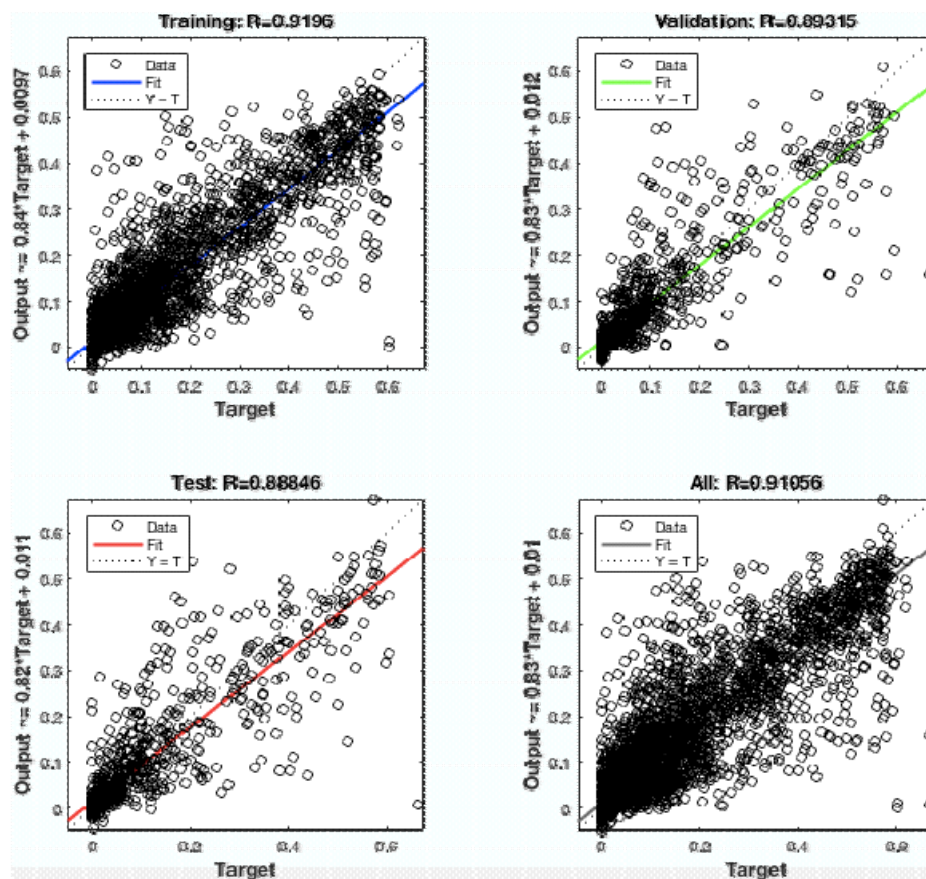 Training: R=0.9196
Data
Fit
Y = T
Output ~= 0.84*Target + 0.0097
0.6
0.5
0.4
0.3
0.2
0.1
0
0 0.1 0.2 0.3 0.4 0.5 0.6
Target
Validation: R=0.89315
Data
Fit
Y = T
Output ~= 0.83*Target + 0.012
0.6
0.5
0.4
0.3
0.2
0.1
0
0 0.1 0.2 0.3 0.4 0.5 0.6
Target
Test: R=0.88846
Data
Fit
Y = T
Output ~= 0.82*Target + 0.011
0.6
0.5
0.4
0.3
0.2
0.1
0
0 0.2 0.4 0.6
Target
All: R=0.91056
Data
Fit
Y = T
Output ~= 0.83*Target + 0.01
0.6
0.5
0.4
0.3
0.2
0.1
0
0 0.2 0.4 0.6
Target